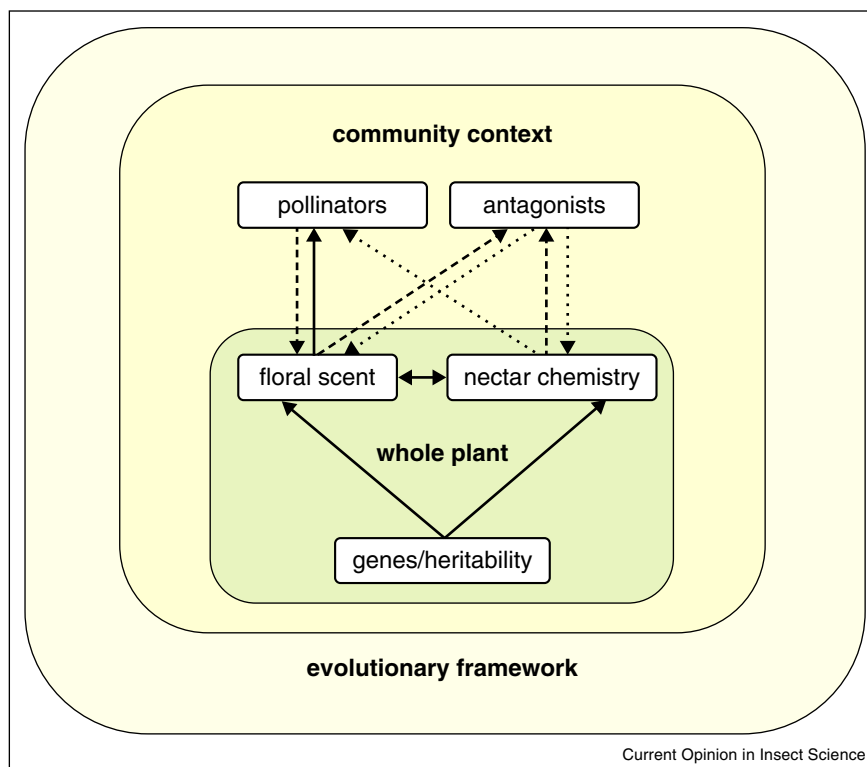 community context
pollinators
antagonists
floral scent
nectar chemistry
whole plant
genes/heritability
evolutionary framework
Current Opinion in Insect Science